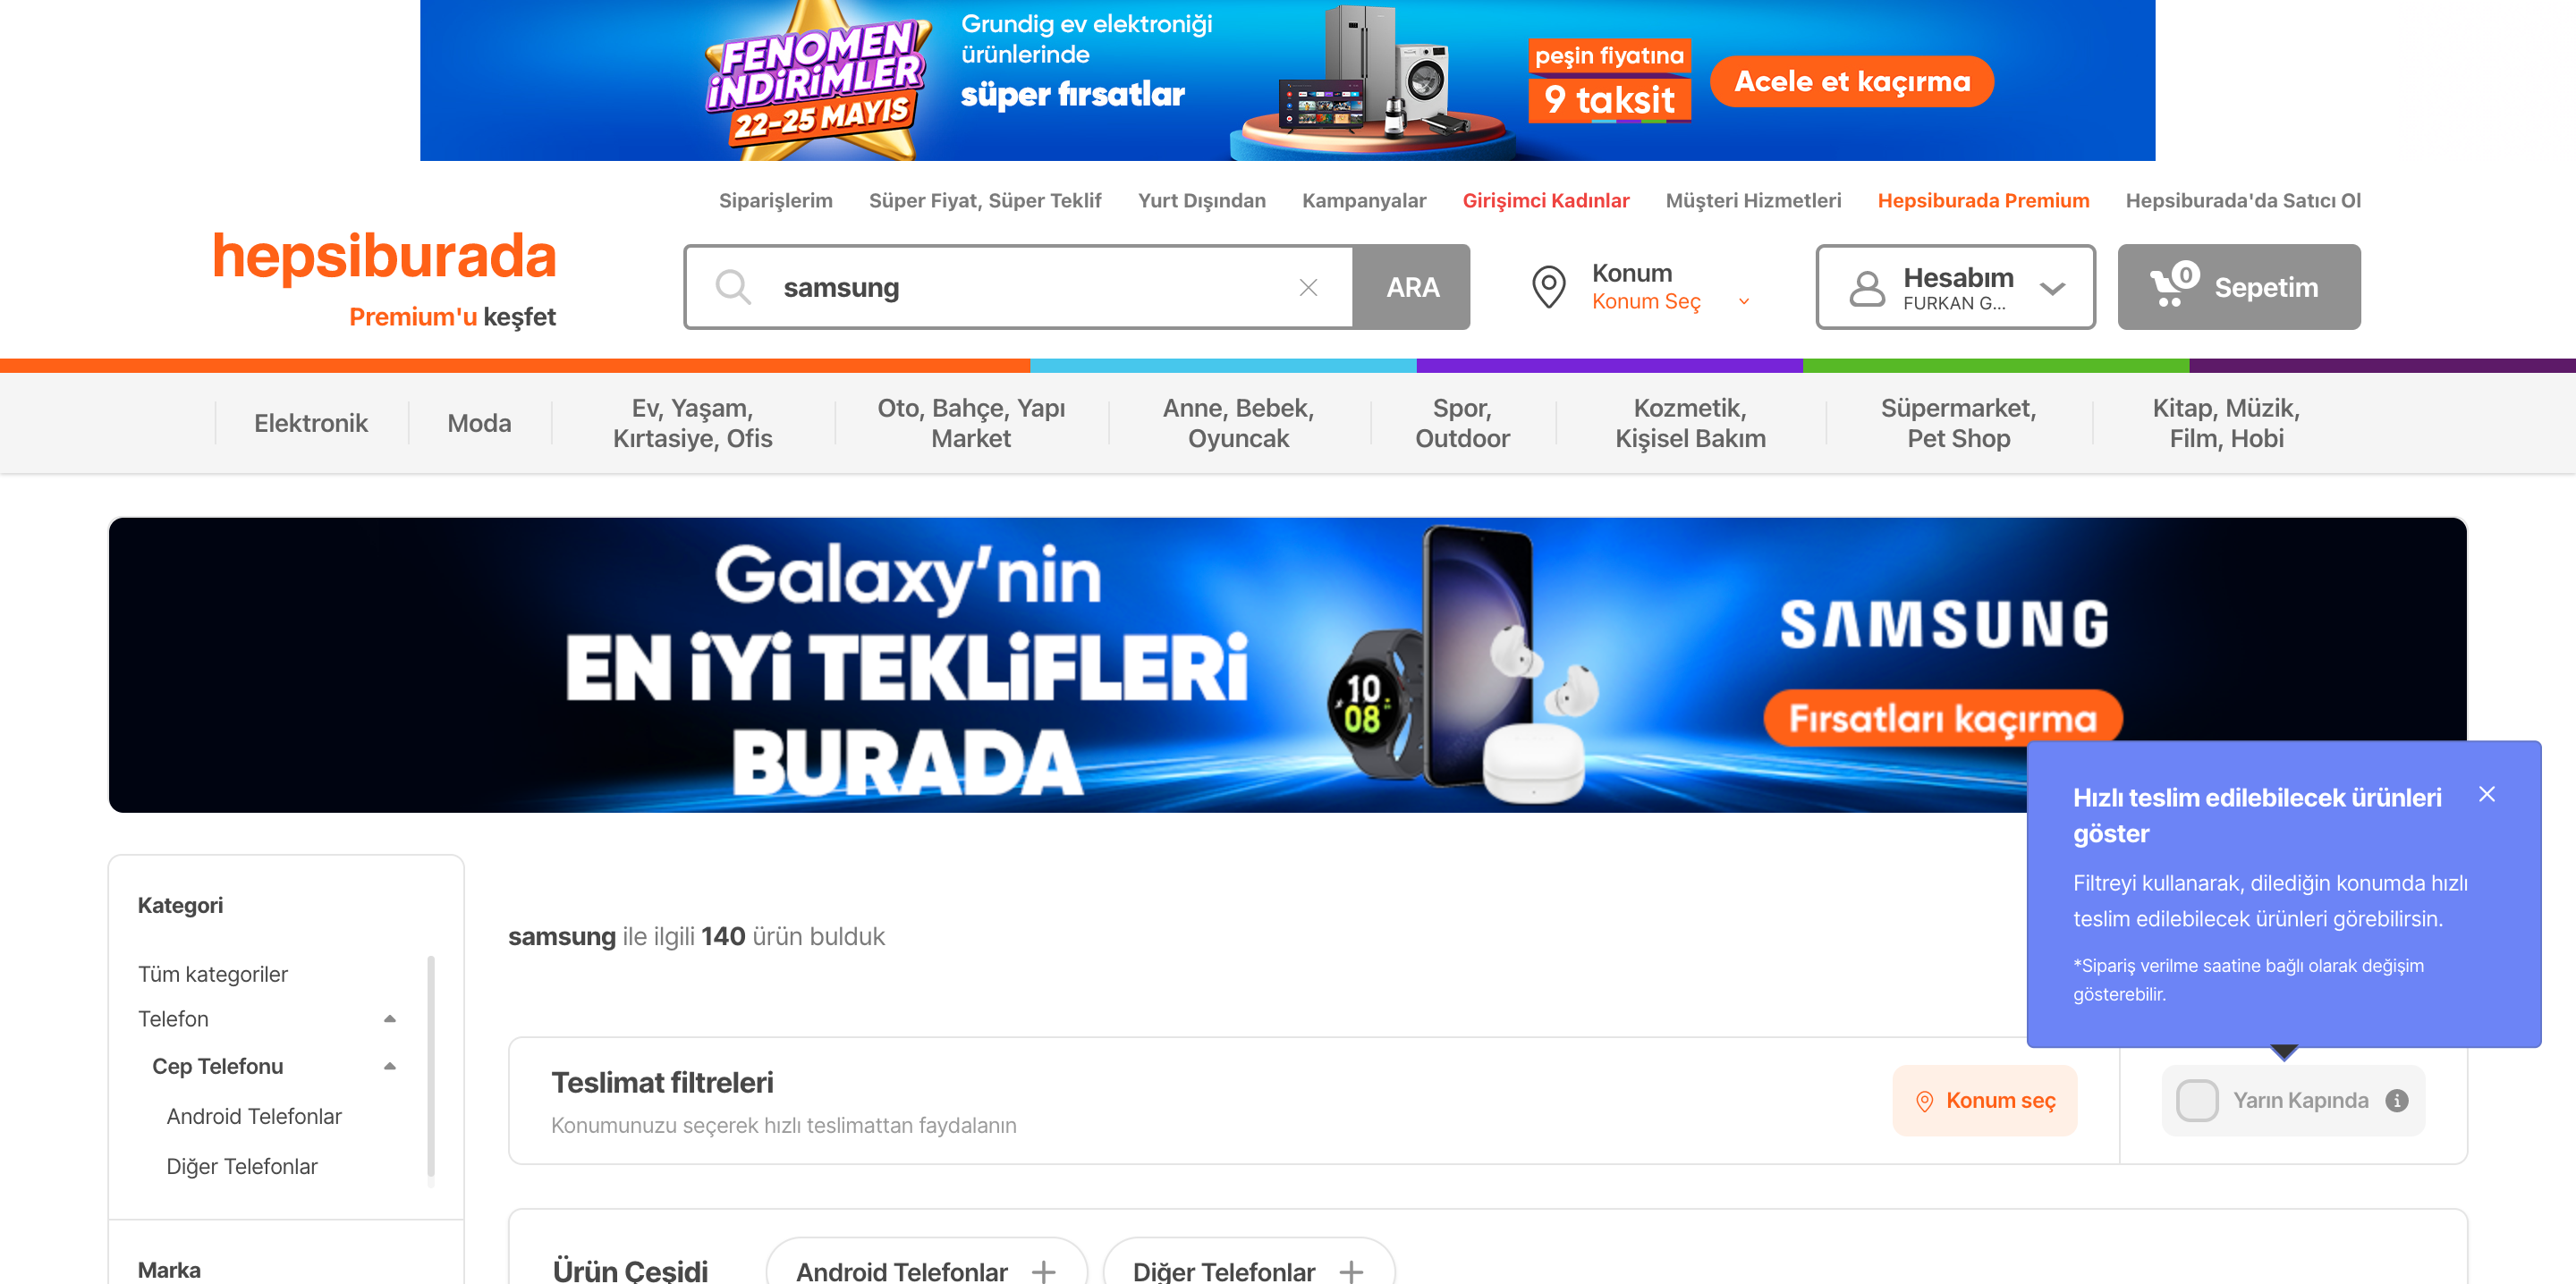 FENOMEN
İNDİRİMLER
22-25 MAYIS
Grundig ev elektroniği
ürünlerinde
süper fırsatlar
peşin fiyatına
9 taksit
Acele et kaçırma
Siparişlerim
Süper Fiyat, Süper Teklif
Yurt Dışından
Kampanyalar
Girişimci Kadınlar
Müşteri Hizmetleri
Hepsiburada Premium
Hepsiburada'da Satıcı Ol
hepsiburada
Premium'u keşfet
samsung
ARA
Konum
Konum Seç
Hesabım
FURKAN G...
0
Sepetim
Elektronik
Moda
Ev, Yaşam,
Kırtasiye, Ofis
Oto, Bahçe, Yapı
Market
Anne, Bebek,
Oyuncak
Spor,
Outdoor
Kozmetik,
Kişisel Bakım
Süpermarket,
Pet Shop
Kitap, Müzik,
Film, Hobi
Galaxy'nin
EN İYİ TEKLİFLERİ
BURADA
10
08
SAMSUNG
Fırsatları kaçırma
Hızlı teslim edilebilecek ürünleri
göster
Filtreyi kullanarak, dilediğin konumda hızlı
teslim edilebilecek ürünleri görebilirsin.
*Sipariş verilme saatine bağlı olarak değişim
gösterebilir.
Kategori
Tüm kategoriler
Telefon
Cep Telefonu
Android Telefonlar
Diğer Telefonlar
Marka
samsung ile ilgili 140 ürün bulduk
Teslimat filtreleri
Konumunuzu seçerek hızlı teslimattan faydalanın
Konum seç
Yarın Kapında
Ürün Çeşidi
Android Telefonlar
Diğer Telefonlar